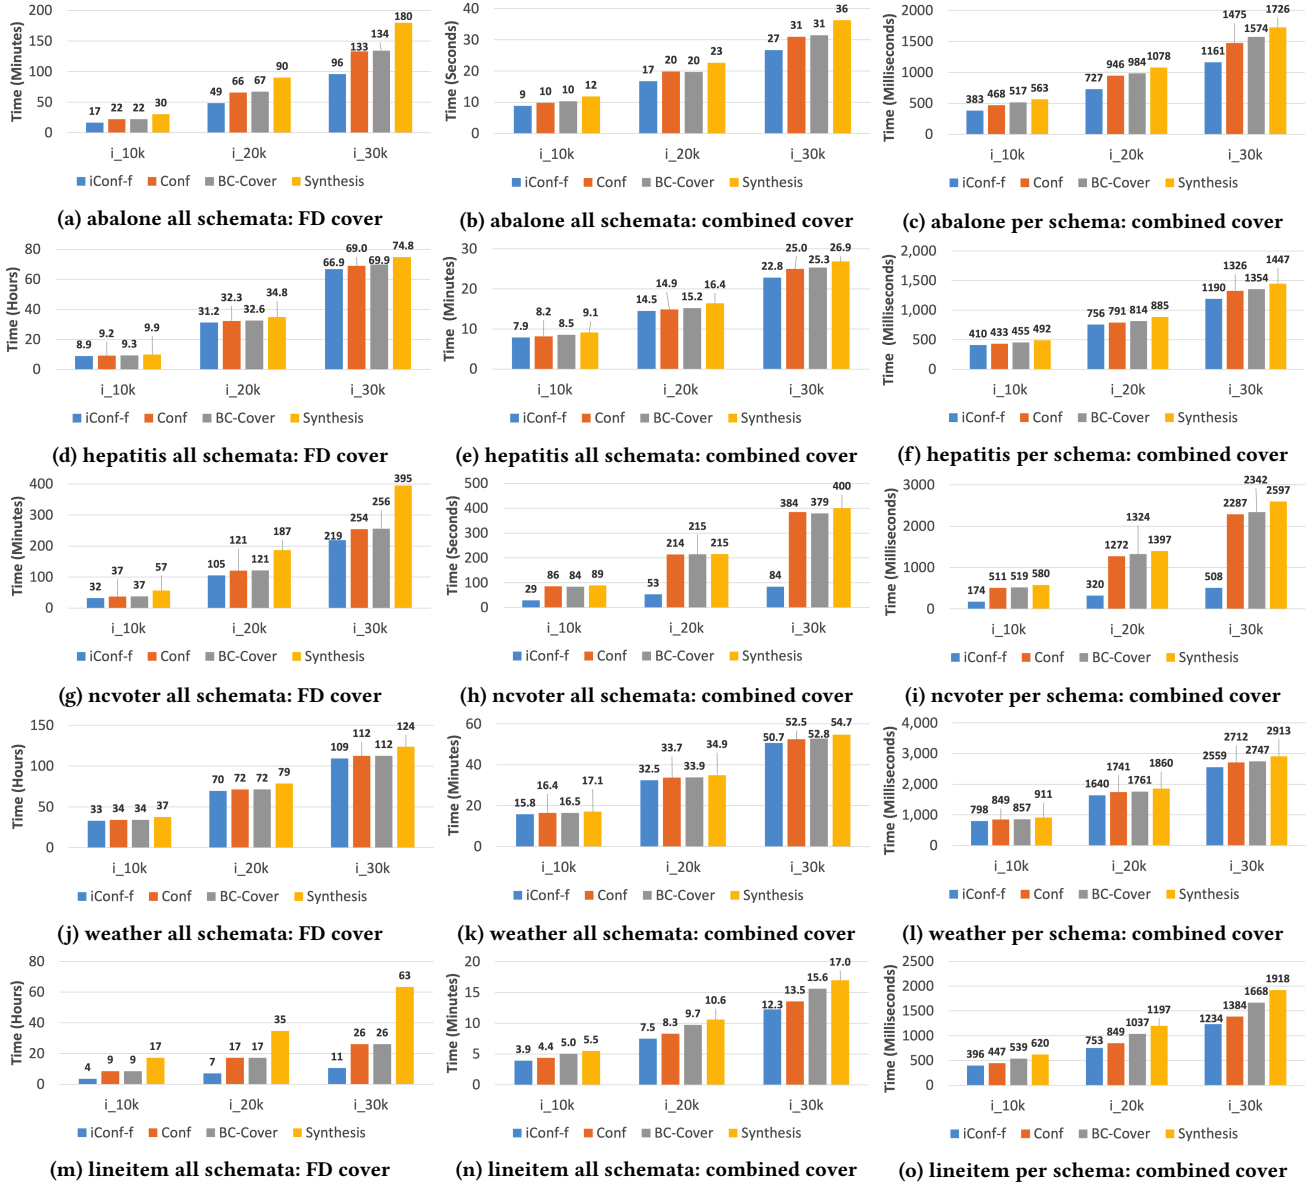 Time (Minutes)
200
150
100
50
0
17 22 22 30
49 66 67 90
96 133 134 180
i_10k i_20k i_30k
iConf-f Conf BC-Cover Synthesis
(a) abalone all schemata: FD cover
Time (Seconds)
40
30
20
10
0
9 10 10 12
17 20 20 23
27 31 31 36
i_10k i_20k i_30k
iConf-f Conf BC-Cover Synthesis
(b) abalone all schemata: combined cover
Time (Milliseconds)
2000
1500
1000
500
0
383 468 517 563
727 946 984 1078
1161 1475 1574 1726
i_10k i_20k i_30k
iConf-f Conf BC-Cover Synthesis
(c) abalone per schema: combined cover
Time (Hours)
80
60
40
20
0
8.9 9.2 9.3 9.9
31.2 32.3 32.6 34.8
66.9 69.0 69.9 74.8
i_10k i_20k i_30k
iConf-f Conf BC-Cover Synthesis
(d) hepatitis all schemata: FD cover
Time (Minutes)
30
20
10
0
7.9 8.2 8.5 9.1
14.5 14.9 15.2 16.4
22.8 25.0 25.3 26.9
i_10k i_20k i_30k
iConf-f Conf BC-Cover Synthesis
(e) hepatitis all schemata: combined cover
Time (Milliseconds)
2,000
1,500
1,000
500
0
410 433 455 492
756 791 814 885
1190 1326 1354 1447
i_10k i_20k i_30k
iConf-f Conf BC-Cover Synthesis
(f) hepatitis per schema: combined cover
Time (Minutes)
400
300
200
100
0
32 37 37 57
105 121 121 187
219 254 256 395
i_10k i_20k i_30k
iConf-f Conf BC-Cover Synthesis
(g) ncvoter all schemata: FD cover
Time (Seconds)
500
400
300
200
100
0
29 86 84 89
53 214 215 215
84 384 379 400
i_10k i_20k i_30k
iConf-f Conf BC-Cover Synthesis
(h) ncvoter all schemata: combined cover
Time (Milliseconds)
3000
2000
1000
0
174 511 519 580
320 1272 1324 1397
508 2287 2342 2597
i_10k i_20k i_30k
iConf-f Conf BC-Cover Synthesis
(i) ncvoter per schema: combined cover
Time (Hours)
150
100
50
0
33 34 34 37
70 72 72 79
109 112 112 124
i_10k i_20k i_30k
iConf-f Conf BC-Cover Synthesis
(j) weather all schemata: FD cover
Time (Minutes)
60
40
20
0
15.8 16.4 16.5 17.1
32.5 33.7 33.9 34.9
50.7 52.5 52.8 54.7
i_10k i_20k i_30k
iConf-f Conf BC-Cover Synthesis
(k) weather all schemata: combined cover
Time (Milliseconds)
4,000
3,000
2,000
1,000
0
798 849 857 911
1640 1741 1761 1860
2559 2712 2747 2913
i_10k i_20k i_30k
iConf-f Conf BC-Cover Synthesis
(l) weather per schema: combined cover
Time (Hours)
80
60
40
20
0
4 9 9 17
7 17 17 35
11 26 26 63
i_10k i_20k i_30k
iConf-f Conf BC-Cover Synthesis
(m) lineitem all schemata: FD cover
Time (Minutes)
20
15
10
5
0
3.9 4.4 5.0 5.5
7.5 8.3 9.7 10.6
12.3 13.5 15.6 17.0
i_10k i_20k i_30k
iConf-f Conf BC-Cover Synthesis
(n) lineitem all schemata: combined cover
Time (Milliseconds)
2500
2000
1500
1000
500
0
396 447 539 620
753 849 1037 1197
1234 1384 1668 1918
i_10k i_20k i_30k
iConf-f Conf BC-Cover Synthesis
(o) lineitem per schema: combined cover